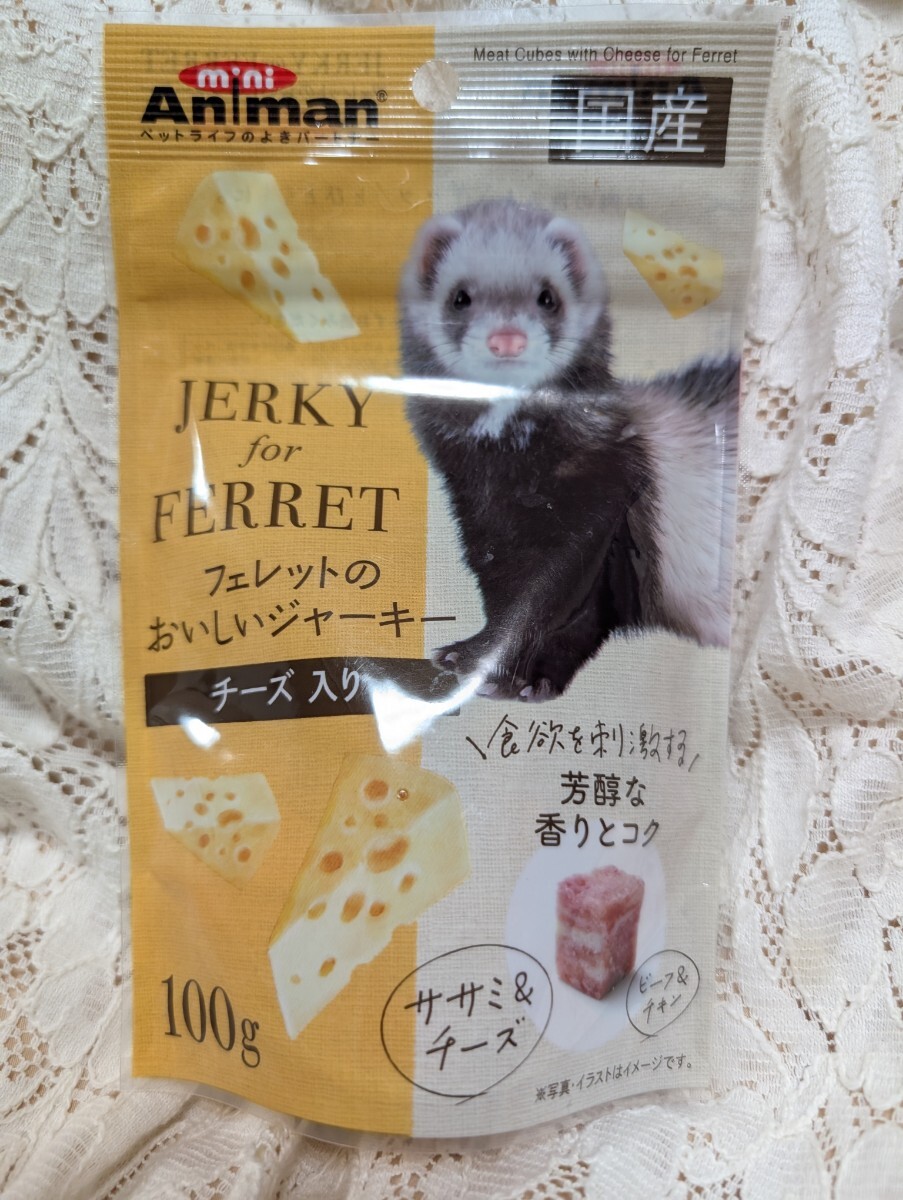 Meat Cubes with Cheese for Ferret
mini
Animan®
ペットライフのよきパートナー
国産
JERKY
for
FERRET
フェレットの
おいしいジャーキー
チーズ入り
食欲を刺激する
芳醇な
香りとコク
ササミ&
チーズ
ビーフ&
チキン
100g
※写真・イラストはイメージです。